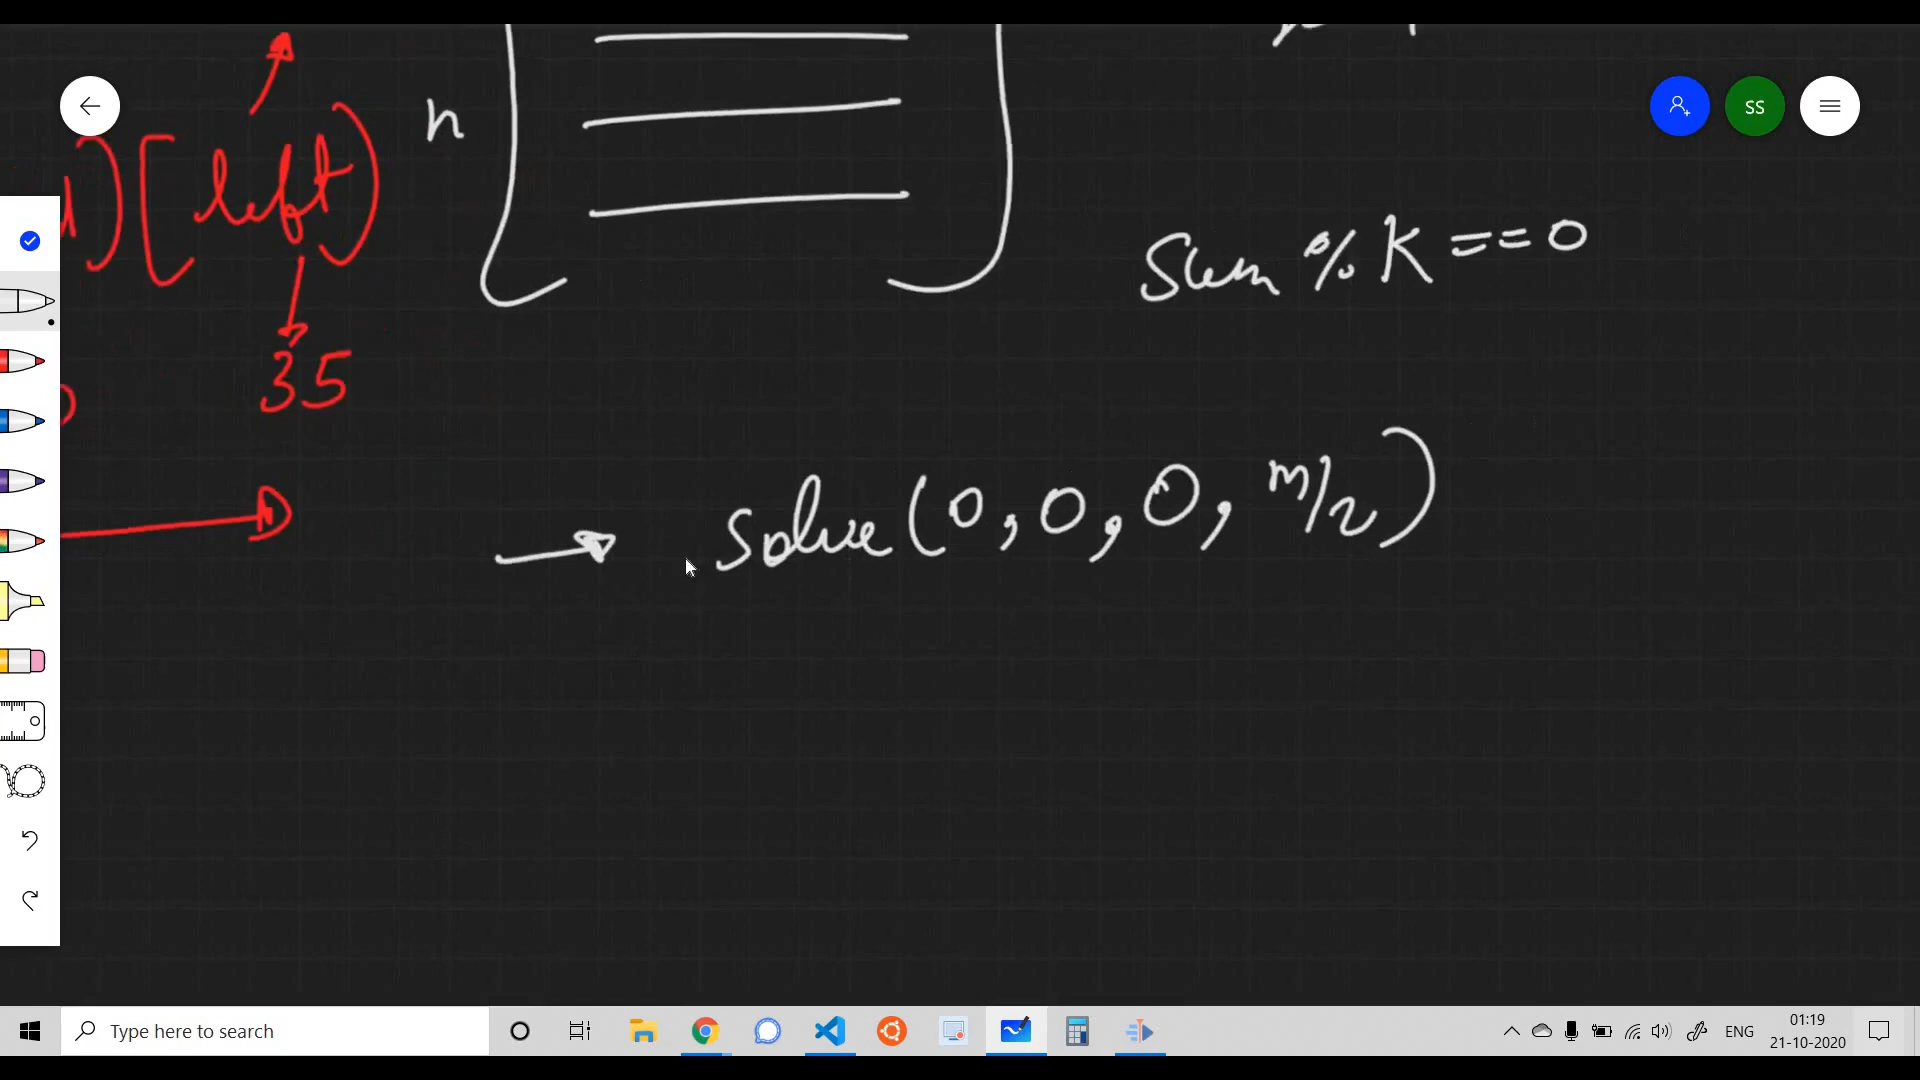 n
[left]
Sum % K == 0
35
solve(0, 0, 0, m/2)
SS
Type here to search
ENG
01:19
21-10-2020